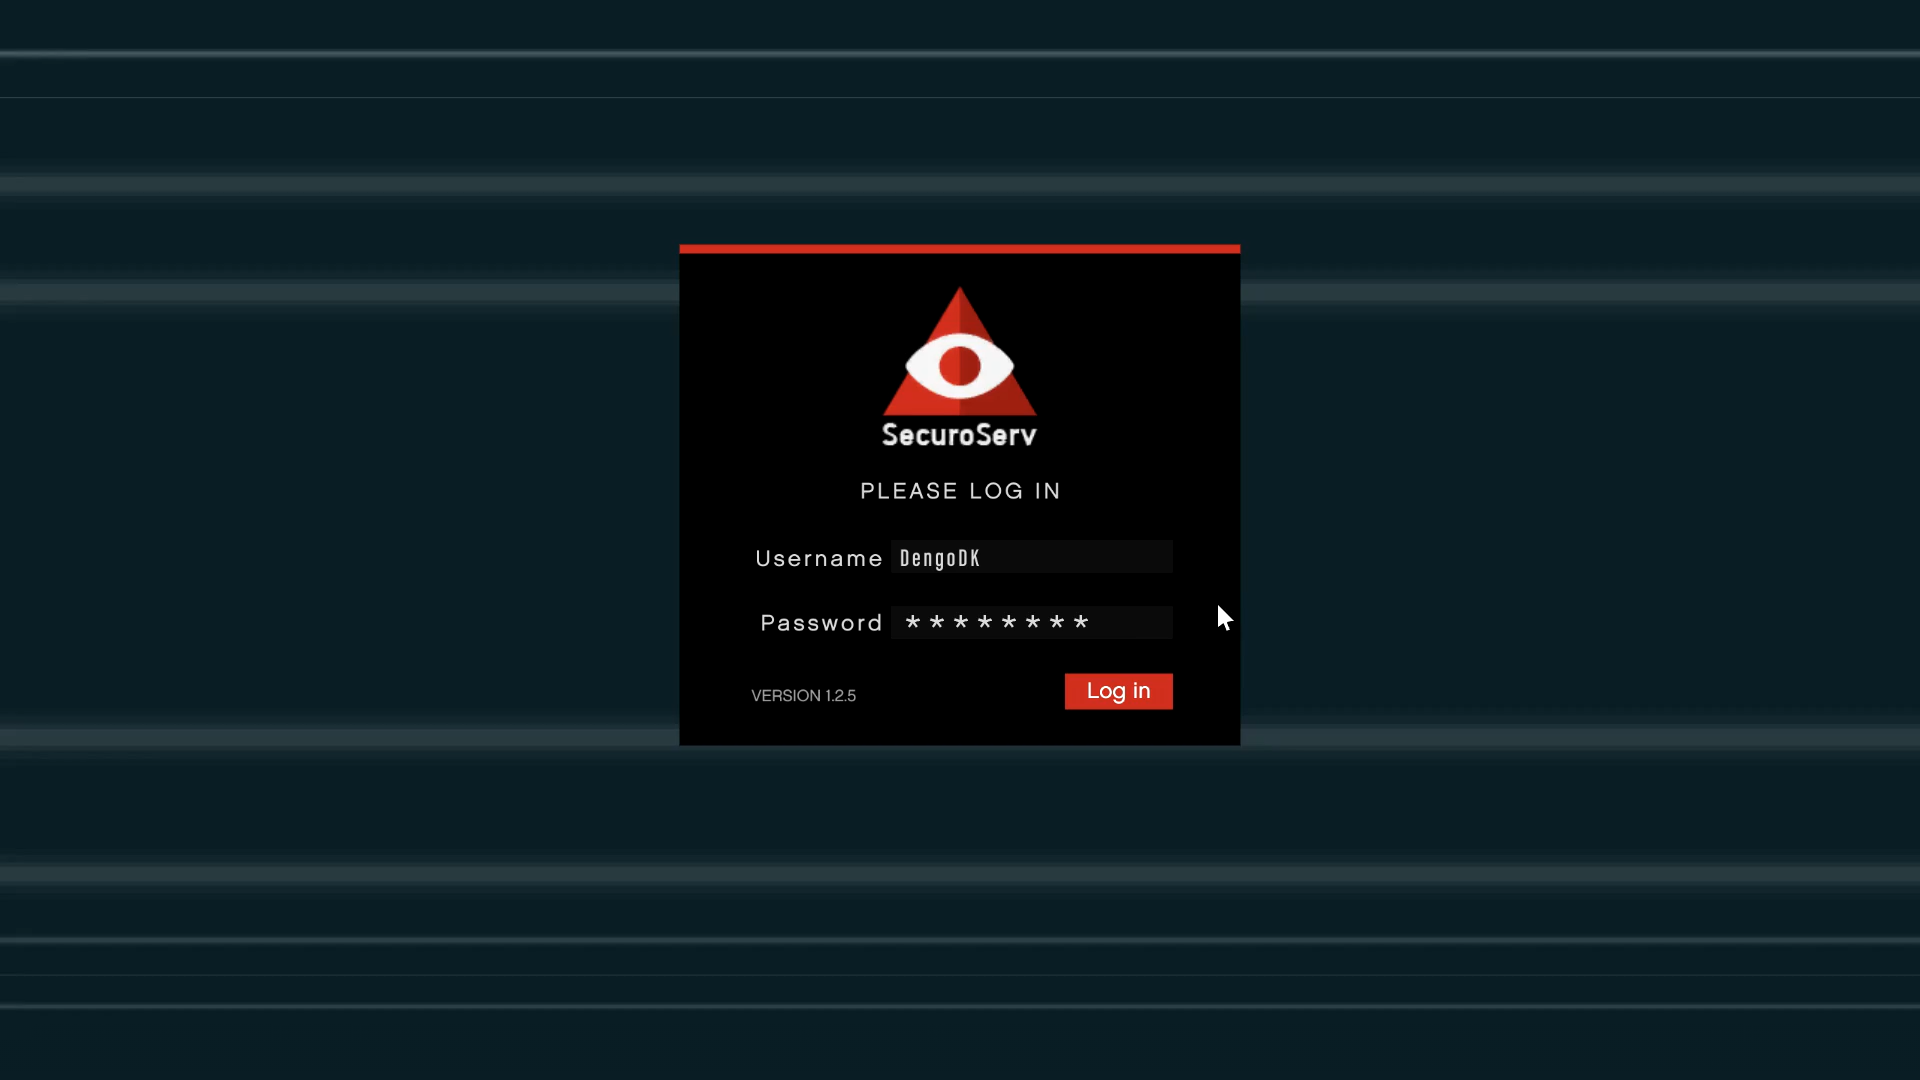 SecuroServ
PLEASE LOG IN
Username DengoDK
Password ********
VERSION 1.2.5 Log in